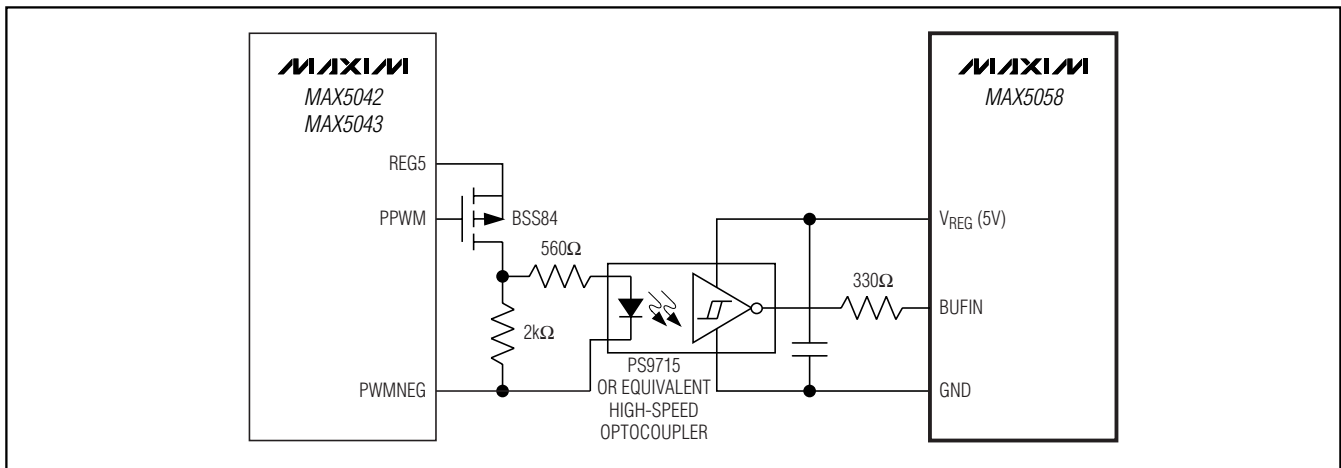 MAXIM
MAX5042
MAX5043
REG5
PPWM
BSS84
560Ω
2kΩ
PWMNEG
PS9715
OR EQUIVALENT
HIGH-SPEED
OPTOCOUPLER
MAXIM
MAX5058
VREG (5V)
330Ω
BUFIN
GND